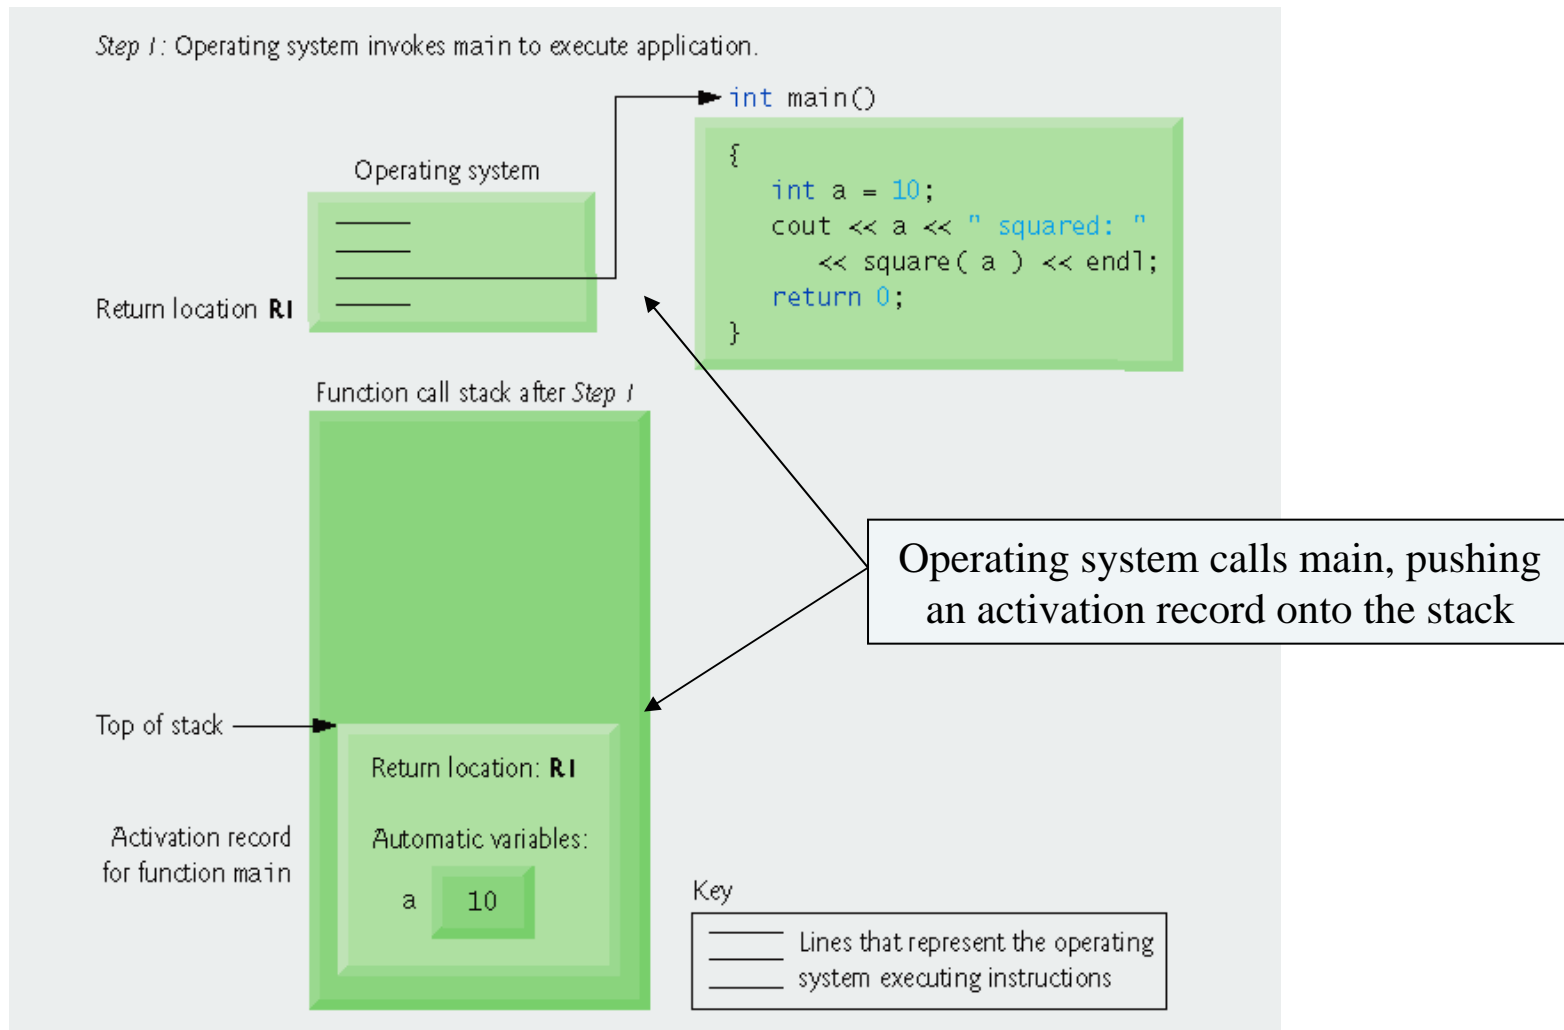 Step 1: Operating system invokes main to execute application.
int main()
{
int a = 10;
cout << a << " squared: "
<< square( a ) << endl;
return 0;
}
Operating system
Return location R1
Function call stack after Step 1
Operating system calls main, pushing
an activation record onto the stack
Top of stack
Return location: R1
Activation record
for function main
Automatic variables:
a 10
Key
Lines that represent the operating
system executing instructions